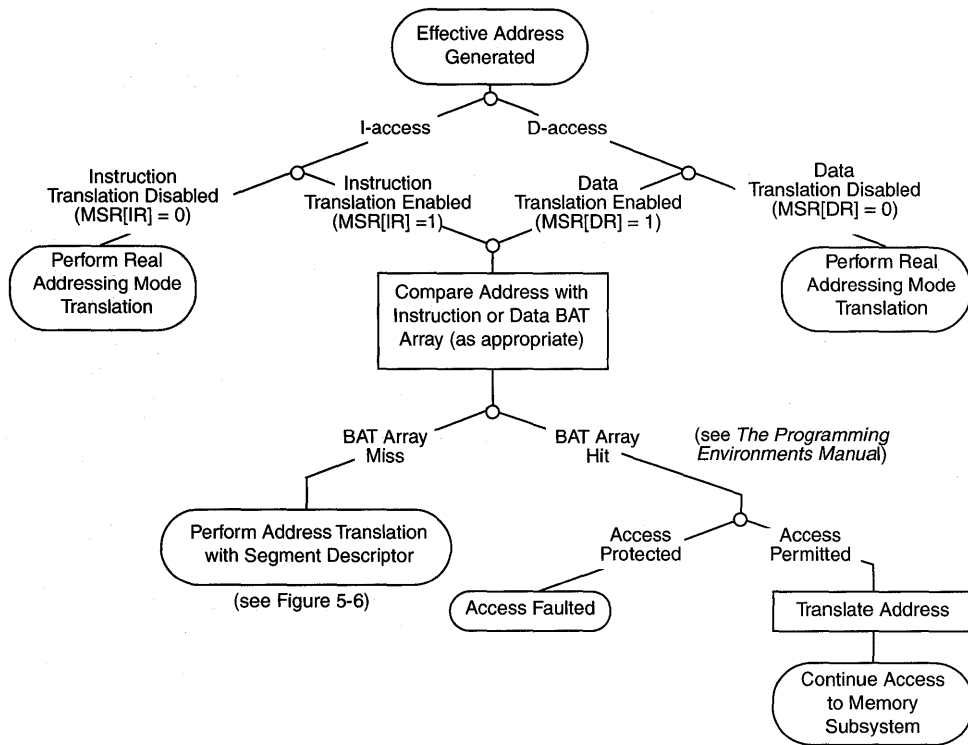 Effective Address
Generated
I-access
D-access
Instruction
Translation Disabled
(MSR[IR] = 0)
Instruction
Translation Enabled
(MSR[IR] =1)
Data
Translation Enabled
(MSR[DR] = 1)
Data
Translation Disabled
(MSR[DR] = 0)
Perform Real
Addressing Mode
Translation
Perform Real
Addressing Mode
Translation
Compare Address with
Instruction or Data BAT
Array (as appropriate)
BAT Array
Miss
BAT Array
Hit
(see The Programming
Environments Manual)
Perform Address Translation
with Segment Descriptor
(see Figure 5-6)
Access
Protected
Access
Permitted
Access Faulted
Translate Address
Continue Access
to Memory
Subsystem